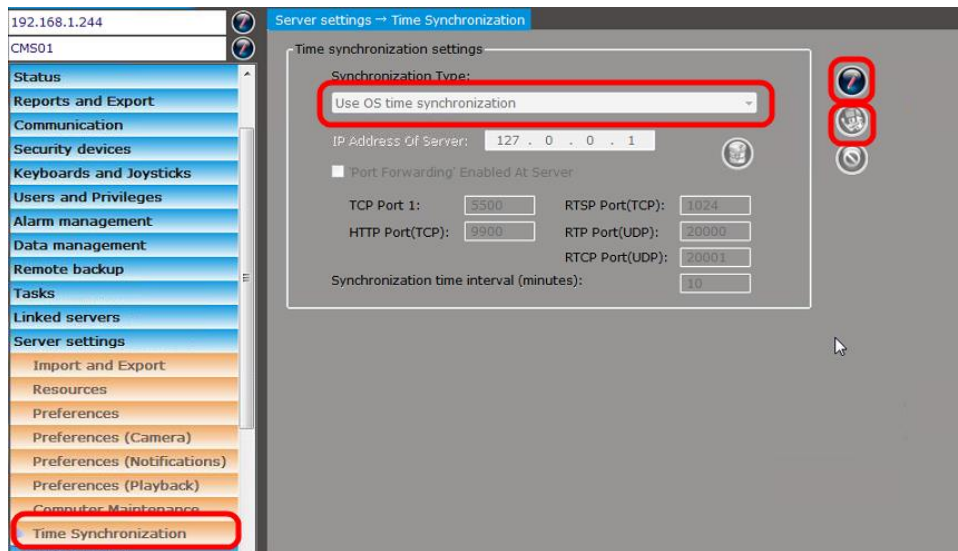 192.168.1.244
CMS01
Status
Reports and Export
Communication
Security devices
Keyboards and Joysticks
Users and Privileges
Alarm management
Data management
Remote backup
Tasks
Linked servers
Server settings
Import and Export
Resources
Preferences
Preferences (Camera)
Preferences (Notifications)
Preferences (Playback)
Computer Maintenance
Time Synchronization
Server settings → Time Synchronization
Time synchronization settings
Synchronization Type:
Use OS time synchronization
IP Address Of Server: 127 . 0 . 0 . 1
'Port Forwarding' Enabled At Server
TCP Port 1: 5500 RTSP Port(TCP): 1024
HTTP Port(TCP): 9900 RTP Port(UDP): 20000
RTCP Port(UDP): 20001
Synchronization time interval (minutes): 10